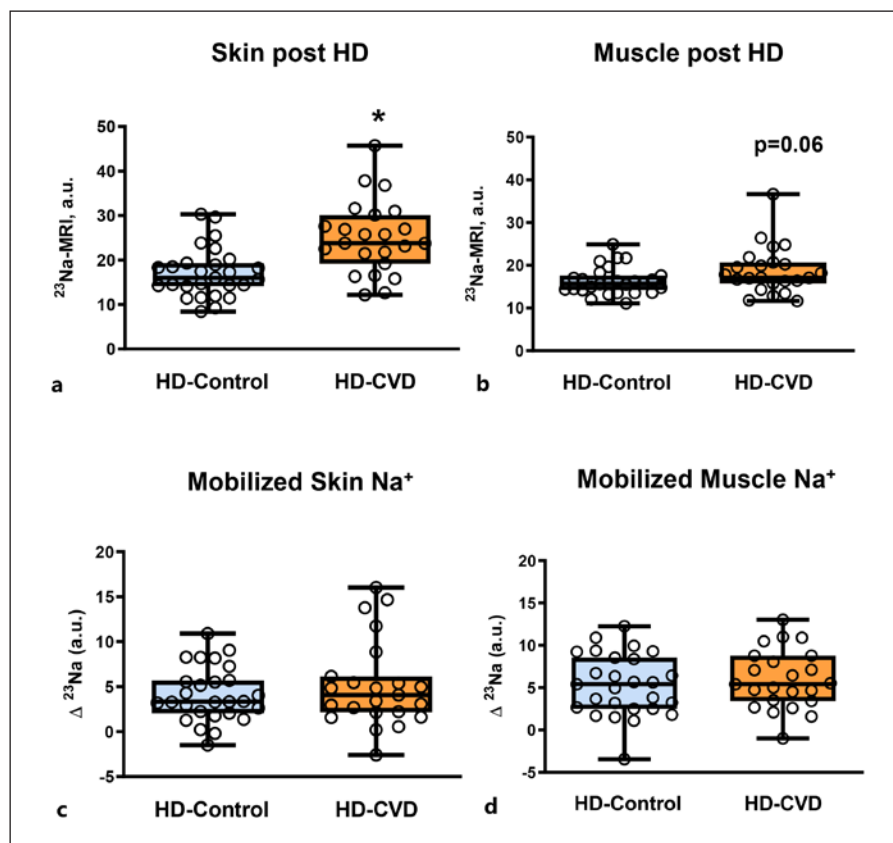 Skin post HD
Muscle post HD
*
p=0.06
²³Na-MRI, a.u.
50
40
30
20
10
0
²³Na-MRI, a.u.
50
40
30
20
10
0
a
HD-Control
HD-CVD
b
HD-Control
HD-CVD
Mobilized Skin Na⁺
Mobilized Muscle Na⁺
Δ ²³Na (a.u.)
20
15
10
5
0
-5
Δ ²³Na (a.u.)
20
15
10
5
0
-5
c
HD-Control
HD-CVD
d
HD-Control
HD-CVD